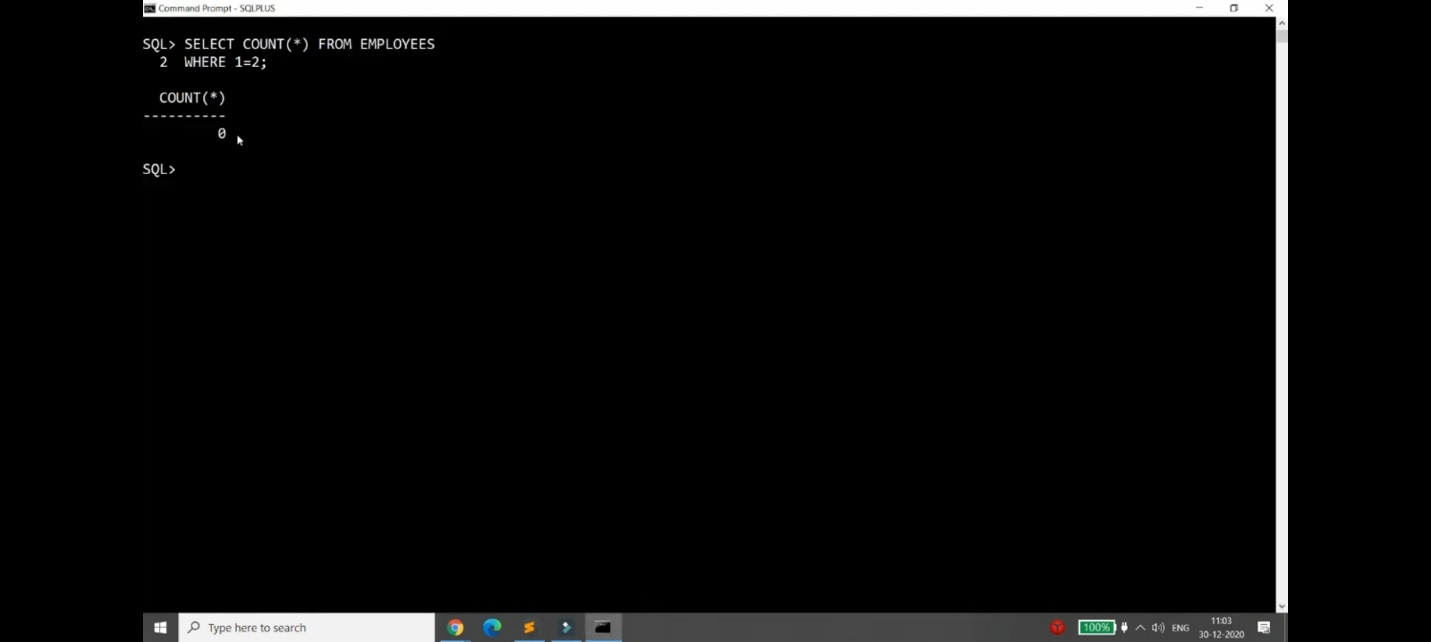 Command Prompt - SQLPLUS
SQL> SELECT COUNT(*) FROM EMPLOYEES
2 WHERE 1=2;
COUNT(*)
----------
0
SQL>
Type here to search
100%
ENG
11:03
30-12-2020